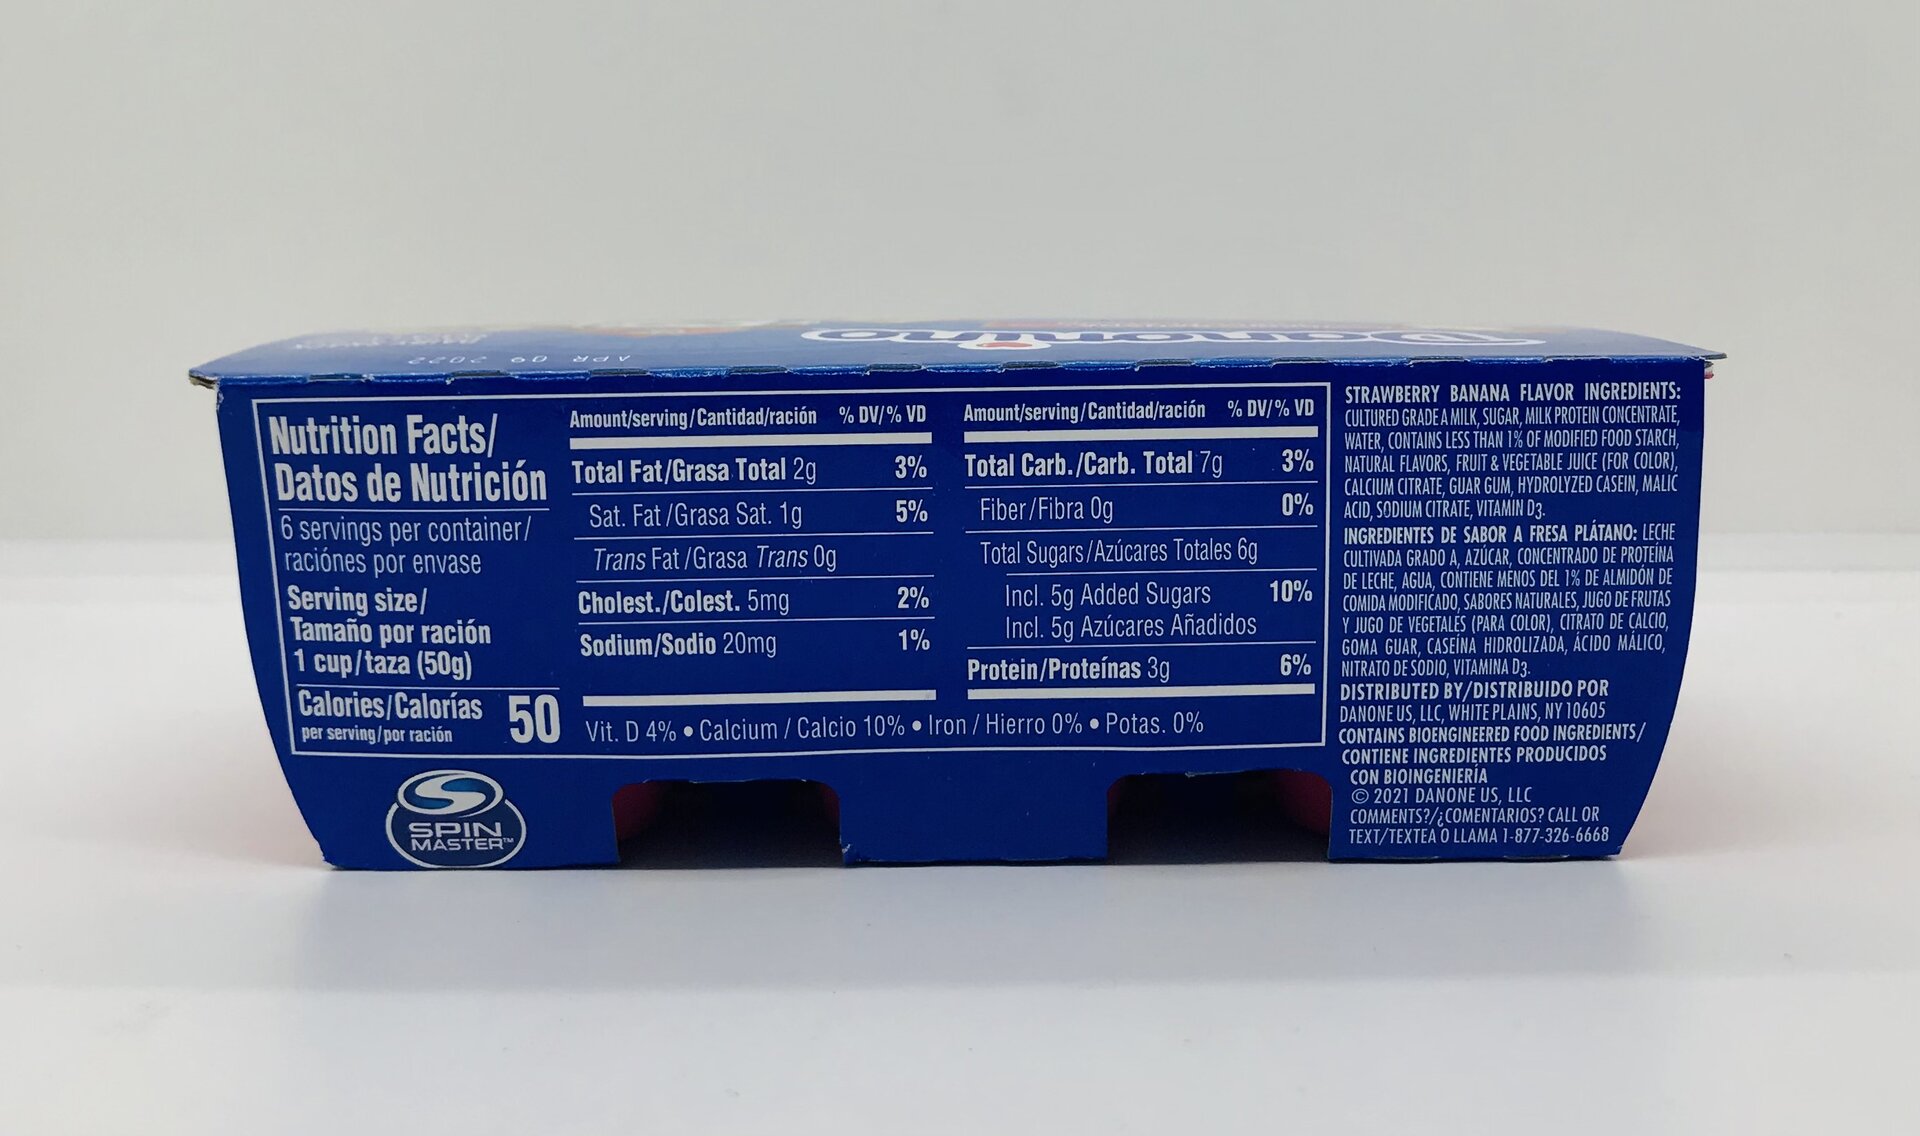 Danonino
APR 09 2022
Nutrition Facts/
Datos de Nutrición
6 servings per container/
raciónes por envase
Serving size/
Tamaño por ración
1 cup/taza (50g)
Calories/Calorías 50
per serving/por ración
Amount/serving/Cantidad/ración % DV/% VD
Total Fat/Grasa Total 2g 3%
Sat. Fat/Grasa Sat. 1g 5%
Trans Fat/Grasa Trans 0g
Cholest./Colest. 5mg 2%
Sodium/Sodio 20mg 1%
Amount/serving/Cantidad/ración % DV/% VD
Total Carb./Carb. Total 7g 3%
Fiber/Fibra 0g 0%
Total Sugars/Azúcares Totales 6g
Incl. 5g Added Sugars 10%
Incl. 5g Azúcares Añadidos
Protein/Proteínas 3g 6%
Vit. D 4% • Calcium / Calcio 10% • Iron / Hierro 0% • Potas. 0%
STRAWBERRY BANANA FLAVOR INGREDIENTS:
CULTURED GRADE A MILK, SUGAR, MILK PROTEIN CONCENTRATE,
WATER, CONTAINS LESS THAN 1% OF MODIFIED FOOD STARCH,
NATURAL FLAVORS, FRUIT & VEGETABLE JUICE (FOR COLOR),
CALCIUM CITRATE, GUAR GUM, HYDROLYZED CASEIN, MALIC
ACID, SODIUM CITRATE, VITAMIN D3.
INGREDIENTES DE SABOR A FRESA PLÁTANO: LECHE
CULTIVADA GRADO A, AZÚCAR, CONCENTRADO DE PROTEÍNA
DE LECHE, AGUA, CONTIENE MENOS DEL 1% DE ALMIDÓN DE
COMIDA MODIFICADO, SABORES NATURALES, JUGO DE FRUTAS
Y JUGO DE VEGETALES (PARA COLOR), CITRATO DE CALCIO,
GOMA GUAR, CASEÍNA HIDROLIZADA, ÁCIDO MÁLICO,
NITRATO DE SODIO, VITAMINA D3.
DISTRIBUTED BY/DISTRIBUIDO POR
DANONE US, LLC, WHITE PLAINS, NY 10605
CONTAINS BIOENGINEERED FOOD INGREDIENTS/
CONTIENE INGREDIENTES PRODUCIDOS
CON BIOINGENIERÍA
© 2021 DANONE US, LLC
COMMENTS?/¿COMENTARIOS? CALL OR
TEXT/TEXTEA O LLAMA 1-877-326-6668
SPIN
MASTER™